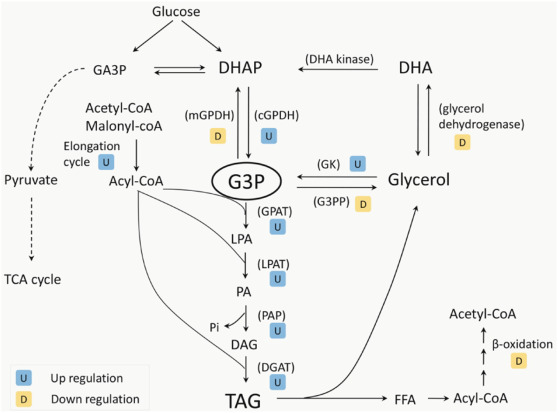 Glucose
GA3P
DHAP
(DHA kinase)
DHA
Acetyl-CoA
Malonyl-coA
(mGPDH)
D
(cGPDH)
U
(glycerol
dehydrogenase)
D
Elongation
cycle U
Pyruvate
Acyl-CoA
G3P
(GK) U
(G3PP) D
Glycerol
(GPAT)
U
LPA
(LPAT)
U
TCA cycle
PA
(PAP)
U
Pi
DAG
(DGAT)
U
TAG
FFA
Acyl-CoA
β-oxidation
D
Acetyl-CoA
U Up regulation
D Down regulation